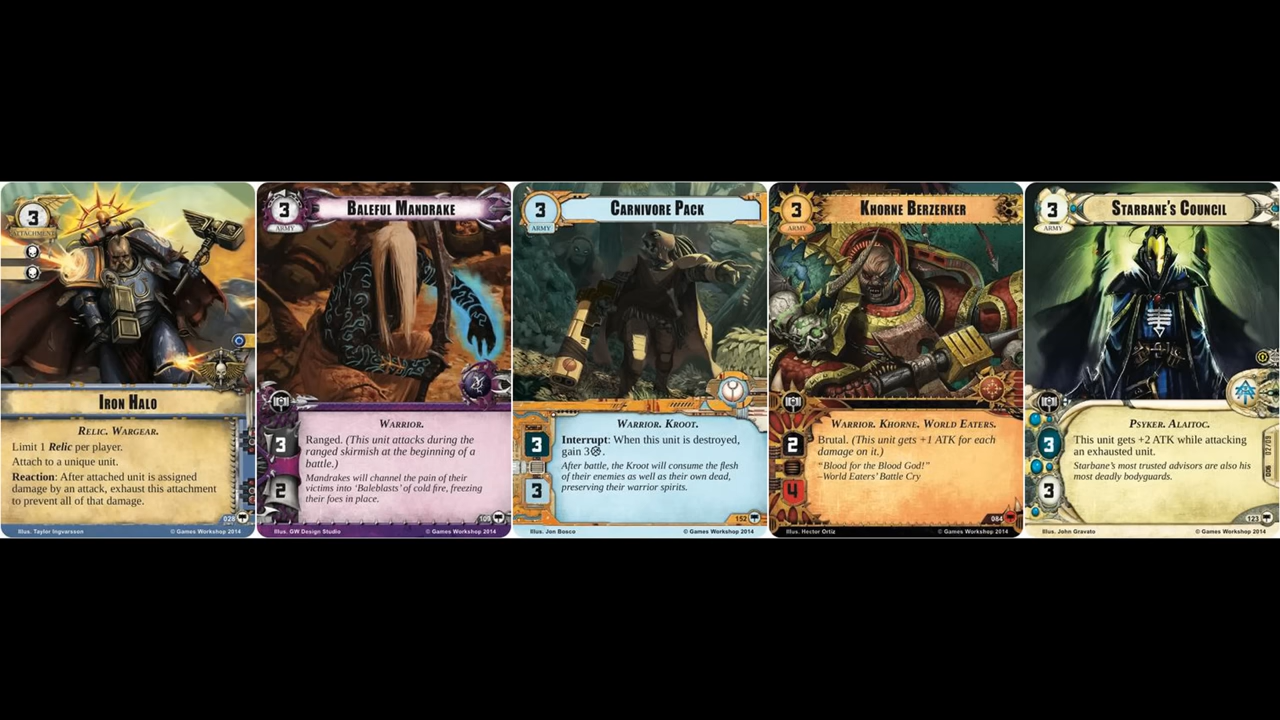 3
ATTACHMENT
IRON HALO
RELIC. WARGEAR.
Limit 1 Relic per player.
Attach to a unique unit.
Reaction: After attached unit is assigned
damage by an attack, exhaust this attachment
to prevent all of that damage.
028
Illus. Tayler Ingvarsson © Games Workshop 2014
3
ARMY
BALEFUL MANDRAKE
WARRIOR.
3
2
Ranged. (This unit attacks during the
ranged skirmish at the beginning of a
battle.)
Mandrakes will channel the pain of their
victims into ‘Baleblasts’ of cold fire, freezing
their foes in place.
109
Illus. GW Design Studio © Games Workshop 2014
3
ARMY
CARNIVORE PACK
WARRIOR. KROOT.
3
3
Interrupt: When this unit is destroyed,
gain 3
After battle, the Kroot will consume the flesh
of their enemies as well as their own dead,
preserving their warrior spirits.
152
Illus. Jon Bosco © Games Workshop 2014
3
ARMY
KHORNE BERZERKER
WARRIOR. KHORNE. WORLD EATERS.
2
4
Brutal. (This unit gets +1 ATK for each
damage on it.)
“Blood for the Blood God!”
–World Eaters’ Battle Cry
084
Illus. Hector Ortiz © Games Workshop 2014
3
ARMY
STARBANE'S COUNCIL
PSYKER. ALAITOC.
3
3
This unit gets +2 ATK while attacking
an exhausted unit.
Starbane’s most trusted advisors are also his
most deadly bodyguards.
123
Illus. John Gravato © Games Workshop 2014